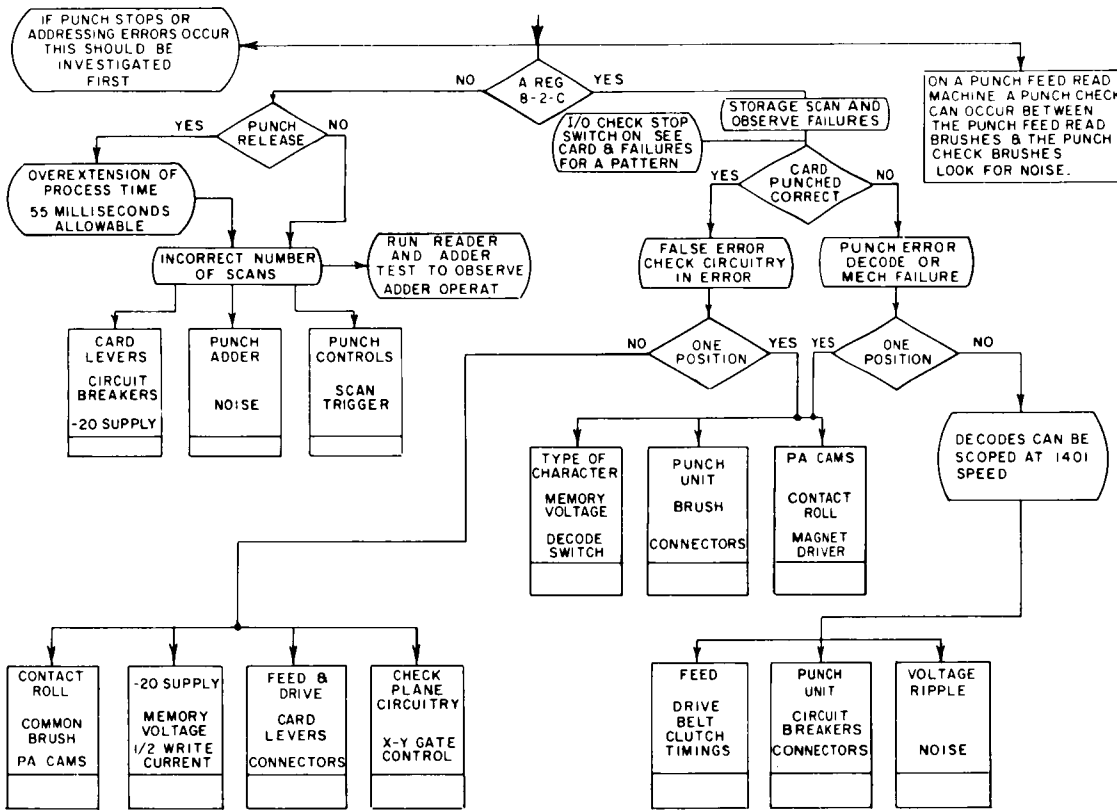 IF PUNCH STOPS OR
ADDRESSING ERRORS OCCUR
THIS SHOULD BE
INVESTIGATED
FIRST
NO
A REG
8-2-C
YES
ON A PUNCH FEED READ
MACHINE A PUNCH CHECK
CAN OCCUR BETWEEN
THE PUNCH FEED READ
BRUSHES & THE PUNCH
CHECK BRUSHES
LOOK FOR NOISE.
YES
PUNCH
RELEASE
NO
STORAGE SCAN AND
OBSERVE FAILURES
I/O CHECK STOP
SWITCH ON SEE
CARD & FAILURES
FOR A PATTERN
OVEREXTENSION OF
PROCESS TIME
55 MILLISECONDS
ALLOWABLE
YES
CARD
PUNCHED
CORRECT
NO
INCORRECT NUMBER
OF SCANS
RUN READER
AND ADDER
TEST TO OBSERVE
ADDER OPERAT
FALSE ERROR
CHECK CIRCUITRY
IN ERROR
PUNCH ERROR
DECODE OR
MECH FAILURE
CARD
LEVERS
CIRCUIT
BREAKERS
-20 SUPPLY
PUNCH
ADDER
NOISE
PUNCH
CONTROLS
SCAN
TRIGGER
NO
ONE
POSITION
YES
YES
ONE
POSITION
NO
DECODES CAN BE
SCOPED AT 1401
SPEED
TYPE OF
CHARACTER
MEMORY
VOLTAGE
DECODE
SWITCH
PUNCH
UNIT
BRUSH
CONNECTORS
PA CAMS
CONTACT
ROLL
MAGNET
DRIVER
CONTACT
ROLL
COMMON
BRUSH
PA CAMS
-20 SUPPLY
MEMORY
VOLTAGE
1/2 WRITE
CURRENT
FEED &
DRIVE
CARD
LEVERS
CONNECTORS
CHECK
PLANE
CIRCUITRY
X-Y GATE
CONTROL
FEED
DRIVE
BELT
CLUTCH
TIMINGS
PUNCH
UNIT
CIRCUIT
BREAKERS
CONNECTORS
VOLTAGE
RIPPLE
NOISE